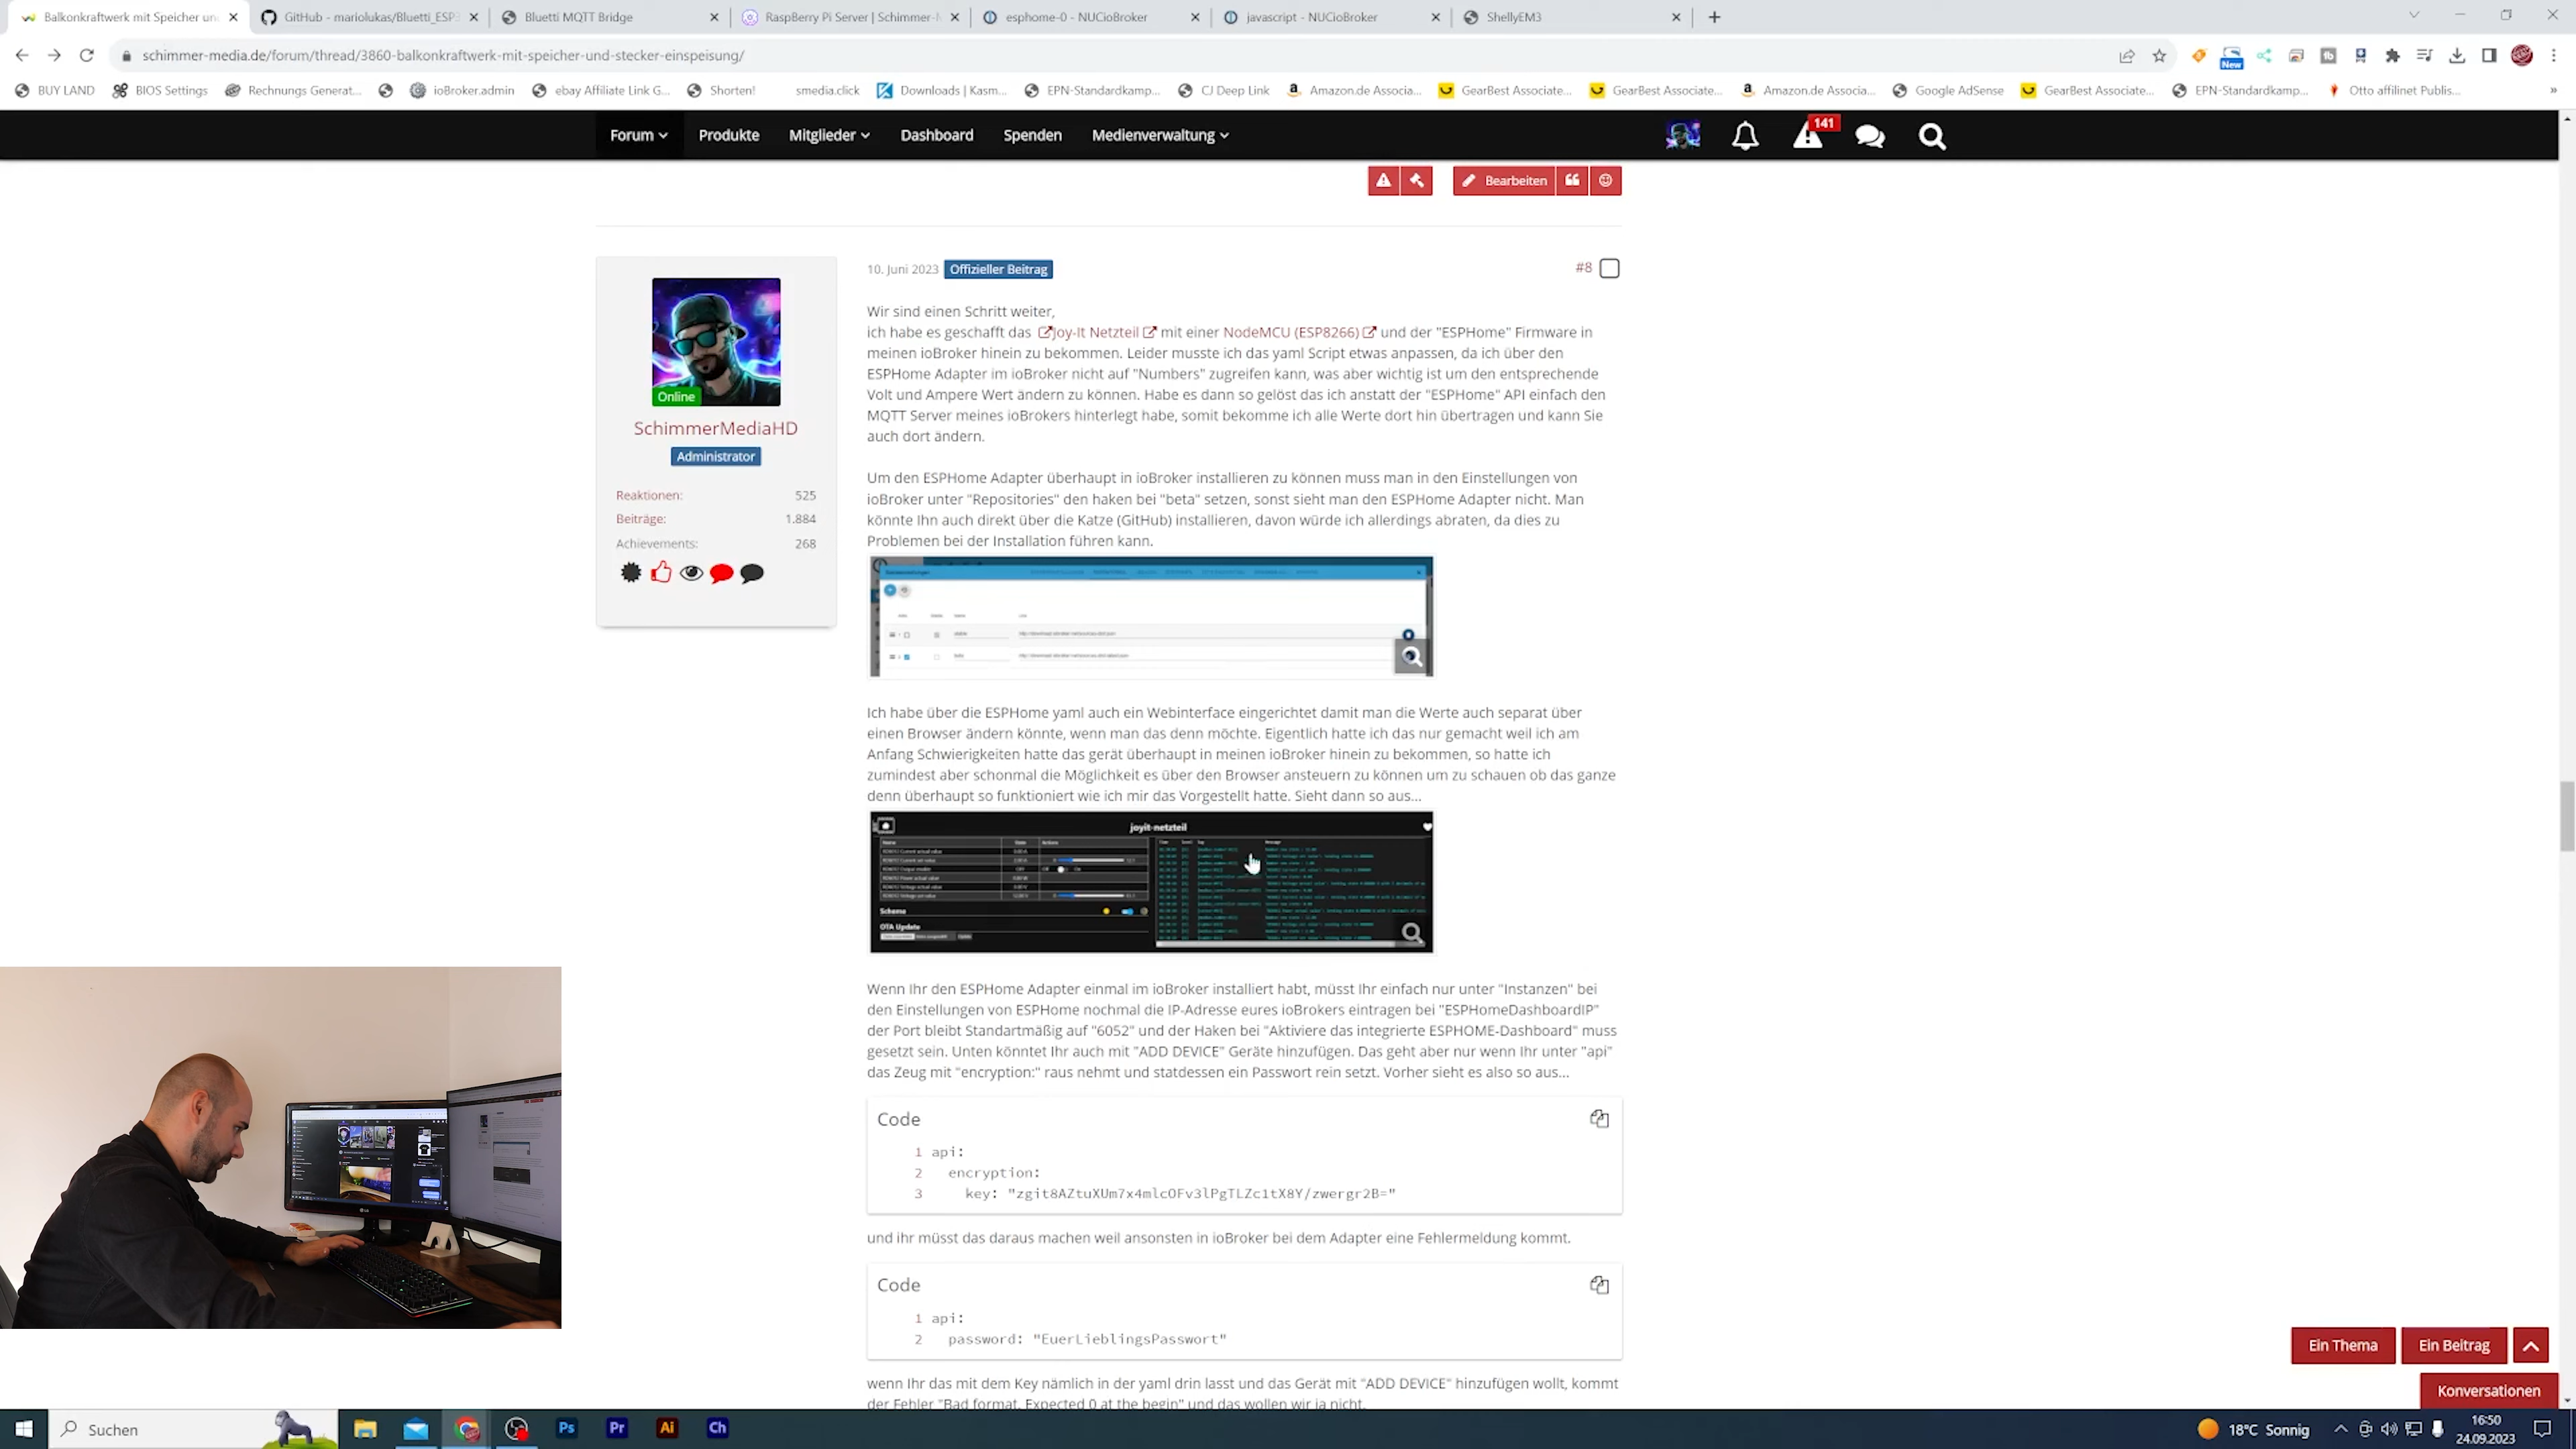 Balkonkraftwerk mit Speicher un
GitHub - mariolukas/Bluetti_ESP3
Bluetti MQTT Bridge
RaspBerry Pi Server | Schimmer-M
esphome-0 - NUCioBroker
javascript - NUCioBroker
ShellyEM3
schimmer-media.de/forum/thread/3860-balkonkraftwerk-mit-speicher-und-stecker-einspeisung/
New
BUY LAND
BIOS Settings
Rechnungs Generat...
ioBroker.admin
ebay Affiliate Link G...
Shorten!
smedia.click
Downloads | Kasm...
EPN-Standardkamp...
CJ Deep Link
Amazon.de Associa...
GearBest Associate...
GearBest Associate...
Amazon.de Associa...
Google AdSense
GearBest Associate...
EPN-Standardkamp...
Otto affilinet Publis...
Forum
Produkte
Mitglieder
Dashboard
Spenden
Medienverwaltung
141
Bearbeiten
Online
SchimmerMediaHD
Administrator
Reaktionen: 525
Beiträge: 1.884
Achievements: 268
10. Juni 2023 Offizieller Beitrag #8
Wir sind einen Schritt weiter,
ich habe es geschafft das Joy-It Netzteil mit einer NodeMCU (ESP8266) und der "ESPHome" Firmware in
meinen ioBroker hinein zu bekommen. Leider musste ich das yaml Script etwas anpassen, da ich über den
ESPHome Adapter im ioBroker nicht auf "Numbers" zugreifen kann, was aber wichtig ist um den entsprechende
Volt und Ampere Wert ändern zu können. Habe es dann so gelöst das ich anstatt der "ESPHome" API einfach den
MQTT Server meines ioBrokers hinterlegt habe, somit bekomme ich alle Werte dort hin übertragen und kann Sie
auch dort ändern.
Um den ESPHome Adapter überhaupt in ioBroker installieren zu können muss man in den Einstellungen von
ioBroker unter "Repositories" den haken bei "beta" setzen, sonst sieht man den ESPHome Adapter nicht. Man
könnte Ihn auch direkt über die Katze (GitHub) installieren, davon würde ich allerdings abraten, da dies zu
Problemen bei der Installation führen kann.
Ich habe über die ESPHome yaml auch ein Webinterface eingerichtet damit man die Werte auch separat über
einen Browser ändern könnte, wenn man das denn möchte. Eigentlich hatte ich das nur gemacht weil ich am
Anfang Schwierigkeiten hatte das gerät überhaupt in meinen ioBroker hinein zu bekommen, so hatte ich
zumindest aber schonmal die Möglichkeit es über den Browser ansteuern zu können um zu schauen ob das ganze
denn überhaupt so funktioniert wie ich mir das Vorgestellt hatte. Sieht dann so aus...
joyit-netzteil
Scheme
OTA Update
Wenn Ihr den ESPHome Adapter einmal im ioBroker installiert habt, müsst Ihr einfach nur unter "Instanzen" bei
den Einstellungen von ESPHome nochmal die IP-Adresse eures ioBrokers eintragen bei "ESPHomeDashboardIP"
der Port bleibt Standartmäßig auf "6052" und der Haken bei "Aktiviere das integrierte ESPHOME-Dashboard" muss
gesetzt sein. Unten könntet Ihr auch mit "ADD DEVICE" Geräte hinzufügen. Das geht aber nur wenn Ihr unter "api"
das Zeug mit "encryption:" raus nehmt und statdessen ein Passwort rein setzt. Vorher sieht es also so aus...
Code
1 api:
2 encryption:
3 key: "zgit8AZtuXUm7x4mlcOFv3lPgTLZc1tX8Y/zwergr2B="
und ihr müsst das daraus machen weil ansonsten in ioBroker bei dem Adapter eine Fehlermeldung kommt.
Code
1 api:
2 password: "EuerLieblingsPasswort"
wenn Ihr das mit dem Key nämlich in der yaml drin lasst und das Gerät mit "ADD DEVICE" hinzufügen wollt, kommt
der Fehler "Bad format. Expected 0 at the begin" und das wollen wir ja nicht.
Ein Thema
Ein Beitrag
Konversationen
Suchen
Ps
Pr
Ai
Ch
18°C Sonnig
16:50
24.09.2023